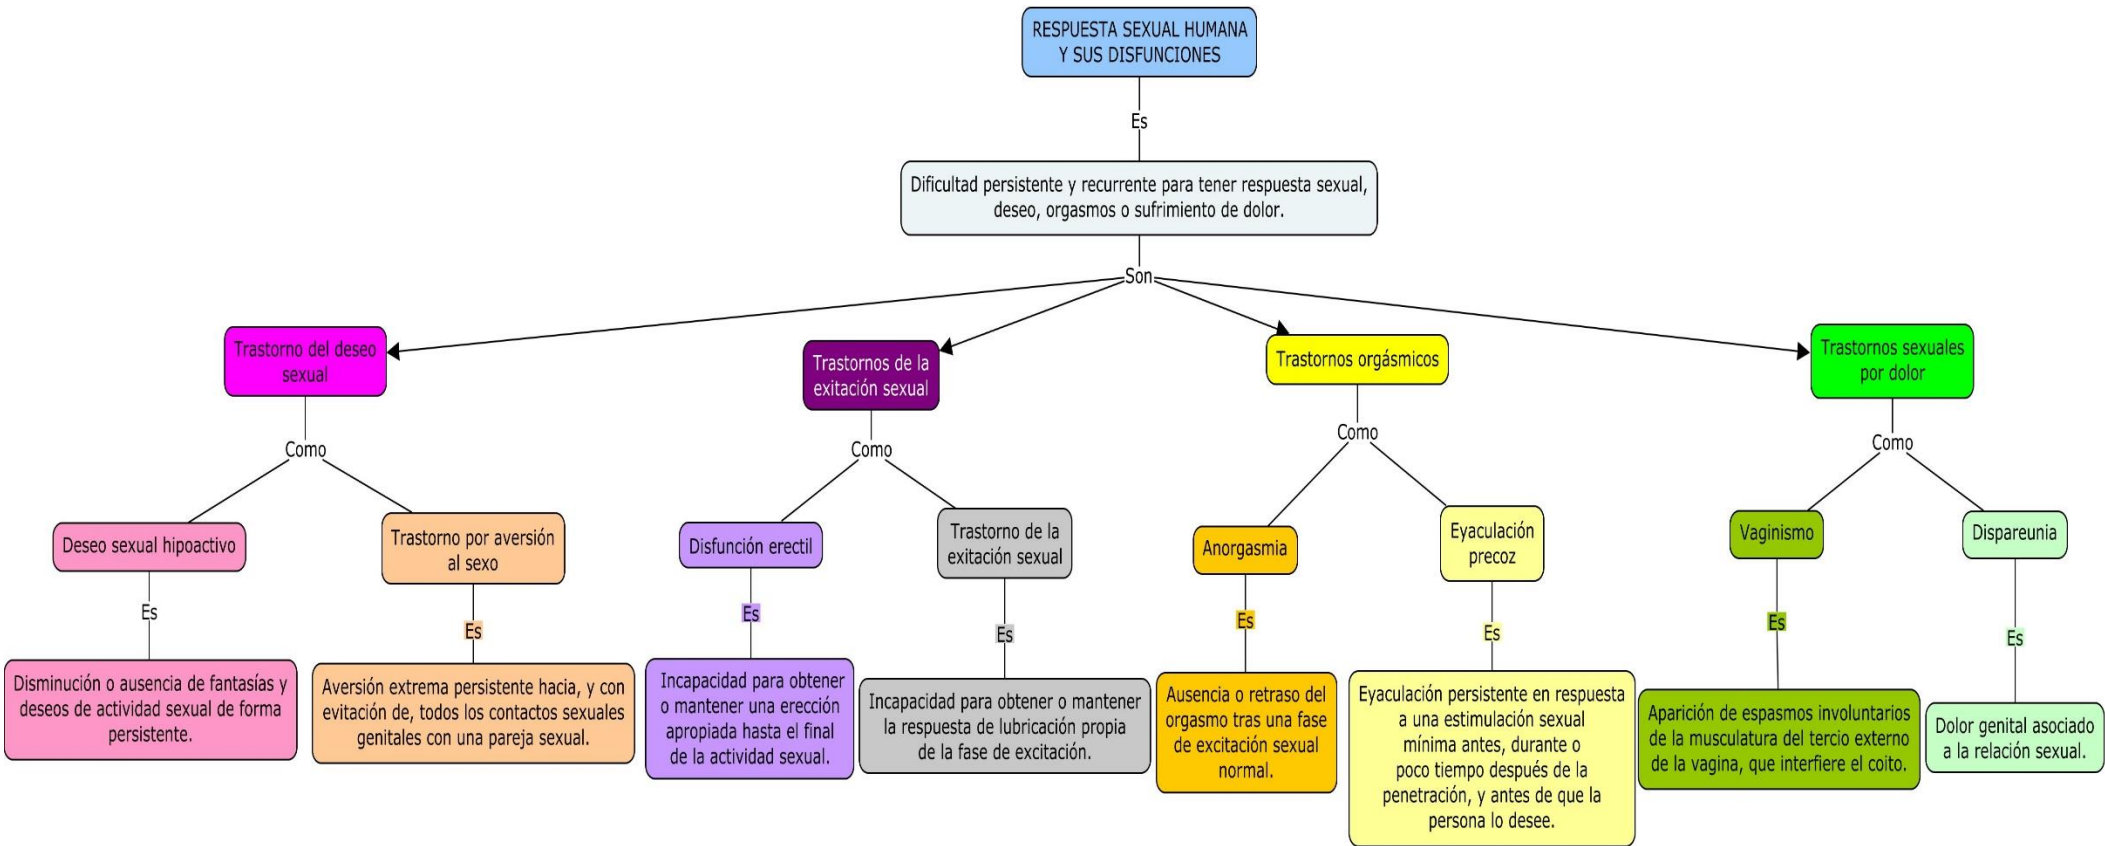 RESPUESTA SEXUAL HUMANA
Y SUS DISFUNCIONES
Es
Dificultad persistente y recurrente para tener respuesta sexual,
deseo, orgasmos o sufrimiento de dolor.
Son
Trastorno del deseo
sexual
Trastornos de la
exitación sexual
Trastornos orgásmicos
Trastornos sexuales
por dolor
Como
Como
Como
Como
Deseo sexual hipoactivo
Trastorno por aversión
al sexo
Disfunción erectil
Trastorno de la
exitación sexual
Anorgasmia
Eyaculación
precoz
Vaginismo
Dispareunia
Es
Es
Es
Es
Es
Es
Es
Es
Disminución o ausencia de fantasías y
deseos de actividad sexual de forma
persistente.
Aversión extrema persistente hacia, y con
evitación de, todos los contactos sexuales
genitales con una pareja sexual.
Incapacidad para obtener
o mantener una erección
apropiada hasta el final
de la actividad sexual.
Incapacidad para obtener o mantener
la respuesta de lubricación propia
de la fase de excitación.
Ausencia o retraso del
orgasmo tras una fase
de excitación sexual
normal.
Eyaculación persistente en respuesta
a una estimulación sexual
mínima antes, durante o
poco tiempo después de la
penetración, y antes de que la
persona lo desee.
Aparición de espasmos involuntarios
de la musculatura del tercio externo
de la vagina, que interfiere el coito.
Dolor genital asociado
a la relación sexual.